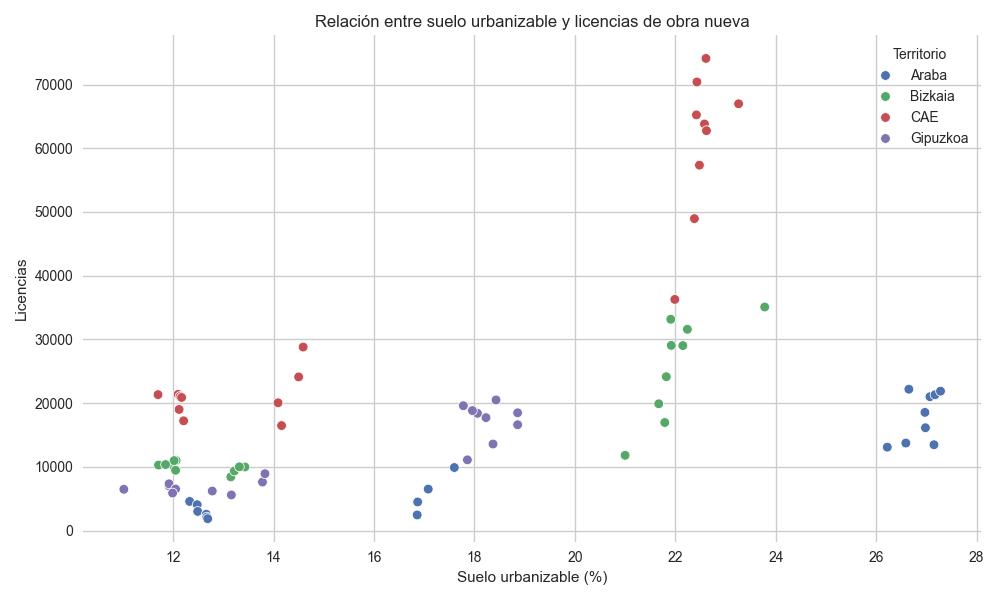 Relación entre suelo urbanizable y licencias de obra nueva
Territorio
Araba
Bizkaia
CAE
Gipuzkoa
Licencias
70000
60000
50000
40000
30000
20000
10000
0
12 14 16 18 20 22 24 26 28
Suelo urbanizable (%)